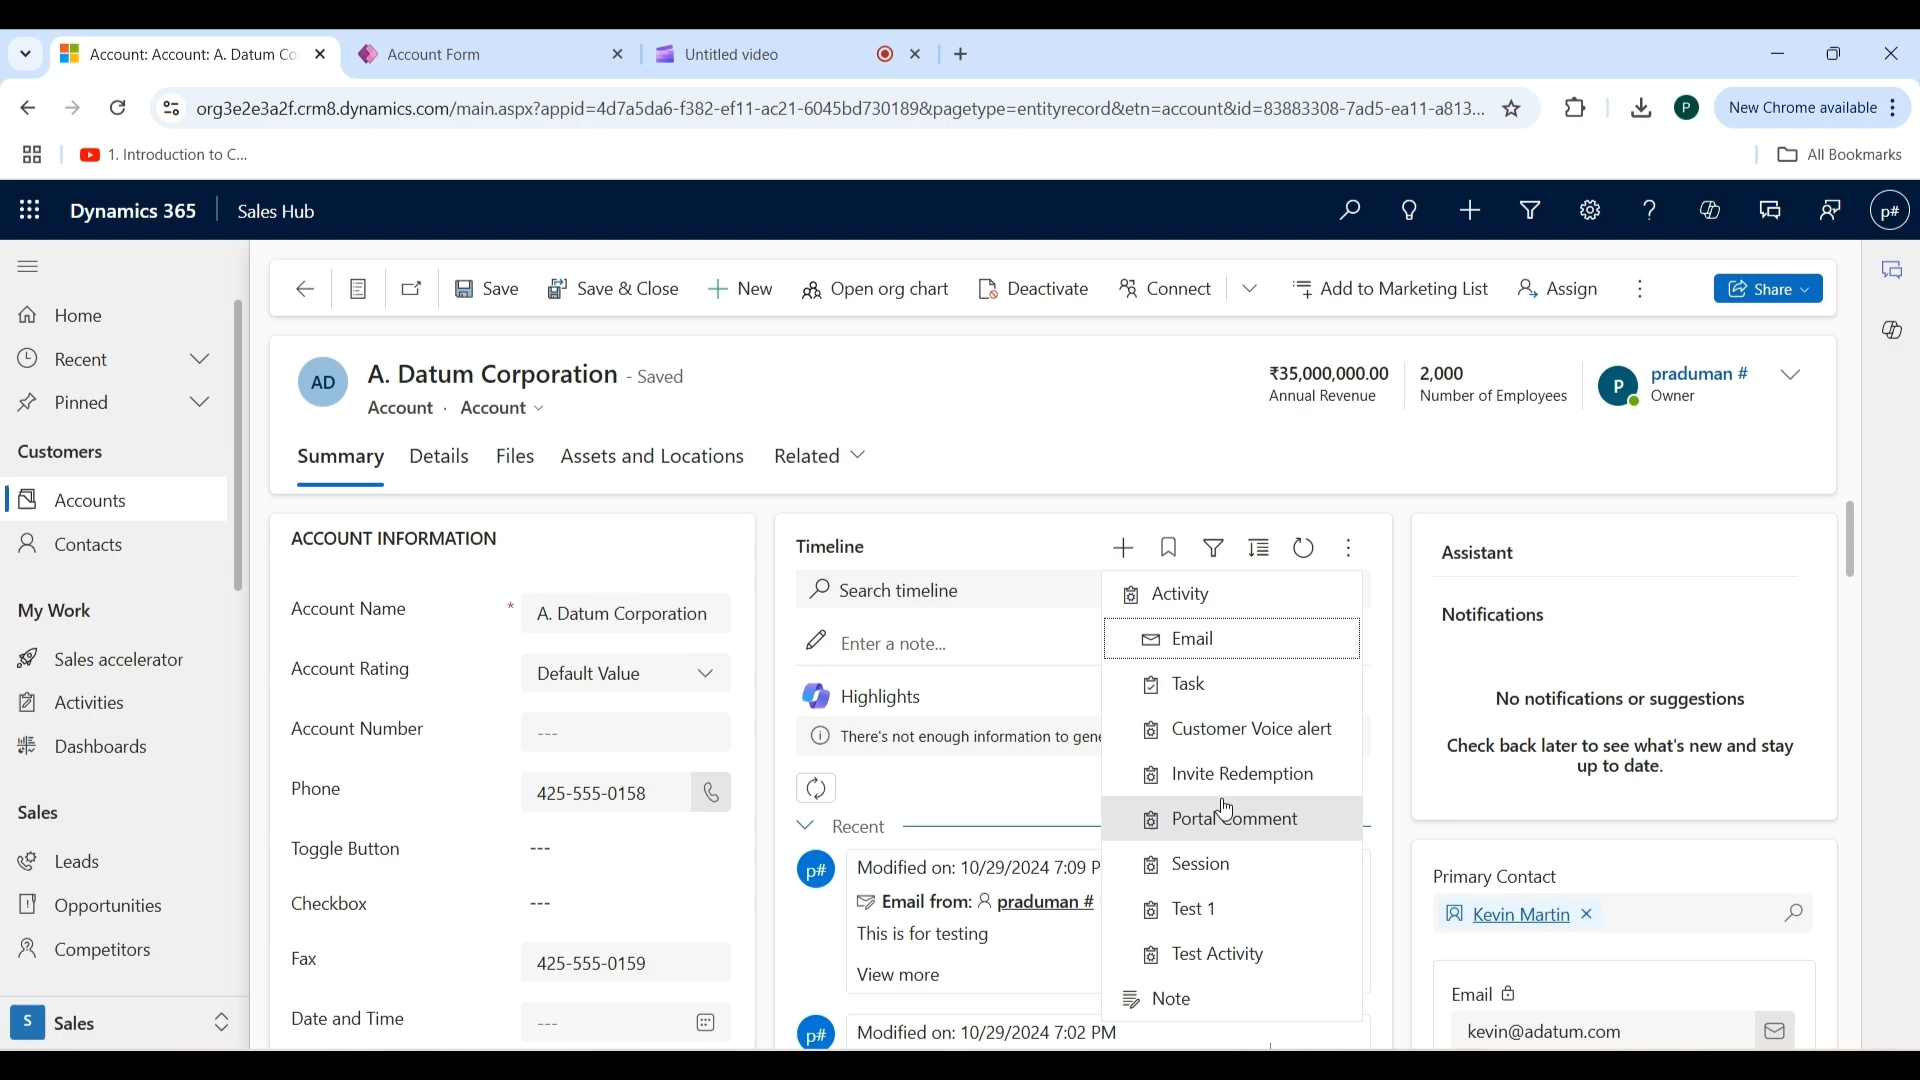 Account: Account: A. Datum Co
Account Form
Untitled video
org3e2e3a2f.crm8.dynamics.com/main.aspx?appid=4d7a5da6-f382-ef11-ac21-6045bd730189&pagetype=entityrecord&etn=account&id=83883308-7ad5-ea11-a813...
P
New Chrome available
1. Introduction to C...
All Bookmarks
Dynamics 365
Sales Hub
p#
Save
Save & Close
New
Open org chart
Deactivate
Connect
Add to Marketing List
Assign
Share
Home
Recent
Pinned
Customers
Accounts
Contacts
My Work
Sales accelerator
Activities
Dashboards
Sales
Leads
Opportunities
Competitors
S
Sales
AD
A. Datum Corporation - Saved
Account · Account
₹35,000,000.00
Annual Revenue
2,000
Number of Employees
P
praduman #
Owner
Summary
Details
Files
Assets and Locations
Related
ACCOUNT INFORMATION
Account Name
*
A. Datum Corporation
Account Rating
Default Value
Account Number
---
Phone
425-555-0158
Toggle Button
---
Checkbox
---
Fax
425-555-0159
Date and Time
---
Timeline
Search timeline
Enter a note...
Highlights
There's not enough information to gene
Recent
p#
Modified on: 10/29/2024 7:09 P
Email from: praduman #
This is for testing
View more
p#
Modified on: 10/29/2024 7:02 PM
Activity
Email
Task
Customer Voice alert
Invite Redemption
Portal Comment
Session
Test 1
Test Activity
Note
Assistant
Notifications
No notifications or suggestions
Check back later to see what's new and stay
up to date.
Primary Contact
Kevin Martin
Email
kevin@adatum.com